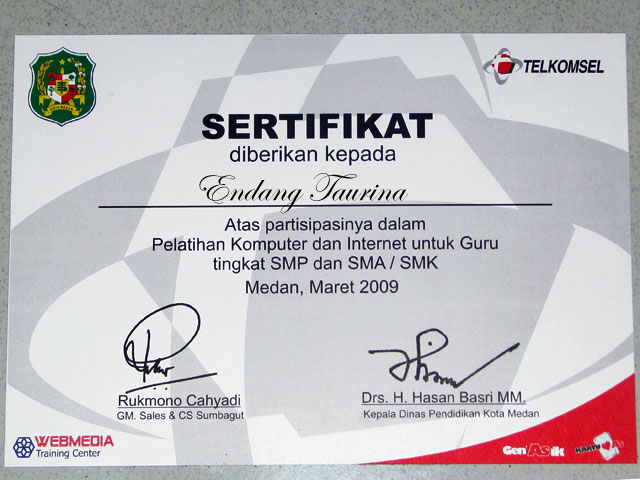 TELKOMSEL
SERTIFIKAT
diberikan kepada
Endang Taurina
Atas partisipasinya dalam
Pelatihan Komputer dan Internet untuk Guru
tingkat SMP dan SMA / SMK
Medan, Maret 2009
Rukmono Cahyadi
GM. Sales & CS Sumbagut
Drs. H. Hasan Basri MM.
Kepala Dinas Pendidikan Kota Medan
WEBMEDIA
Training Center
GenAsik
KARTU